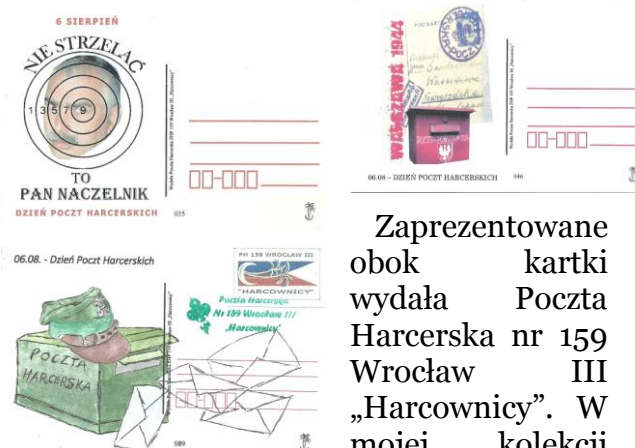 6 SIERPIEŃ
NIE STRZELAĆ
1 3 5 7 9
TO
PAN NACZELNIK
DZIEŃ POCZT HARCERSKICH 035
WARSZAWA 1944
06.08 – DZIEŃ POCZT HARCERSKICH 046
06.08. - Dzień Poczt Harcerskich
PH 159 WROCŁAW III
"HARCOWNICY"
Poczta Harcerska
Nr 159 Wrocław III
„Harcownicy”
POCZTA
HARCERSKA
089
Zaprezentowane
obok kartki
wydała Poczta
Harcerska nr 159
Wrocław III
„Harcownicy”. W
mojej kolekcji